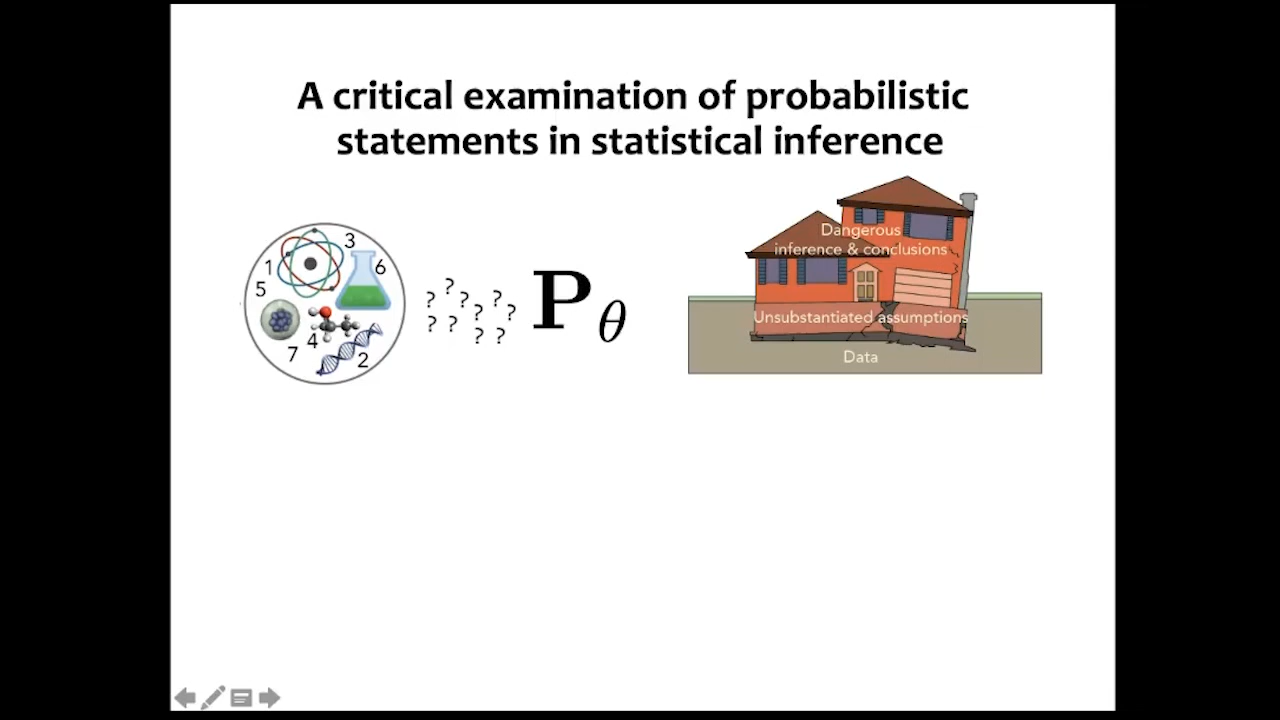 A critical examination of probabilistic
statements in statistical inference
3
1
6
5
4
7
2
? ? ? ? ? ? ? ? ? ? ?
P θ
Dangerous
inference & conclusions
Unsubstantiated assumptions
Data